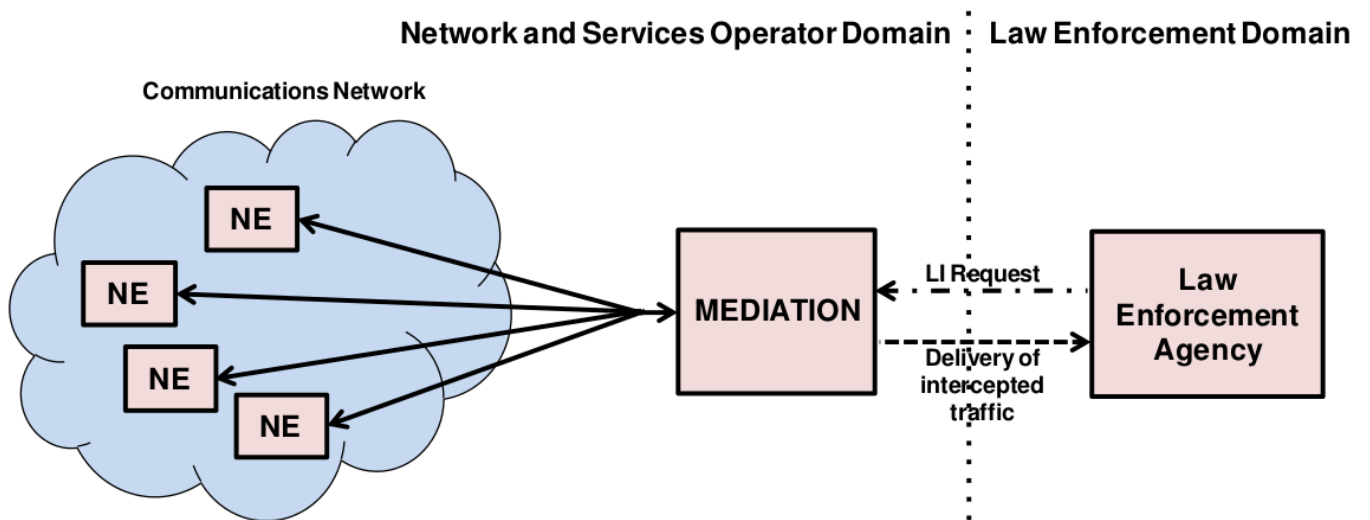 Network and Services Operator Domain
Law Enforcement Domain
Communications Network
NE
NE
NE
NE
MEDIATION
LI Request
Delivery of
intercepted
traffic
Law
Enforcement
Agency